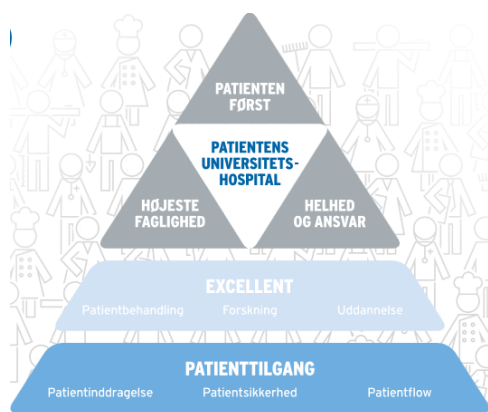 PATIENTEN
FØRST
PATIENTENS
UNIVERSITETS-
HOSPITAL
HØJESTE
FAGLIGHED
HELHED
OG ANSVAR
EXCELLENT
Patientbehandling Forskning Uddannelse
PATIENTTILGANG
Patientinddragelse Patientsikkerhed Patientflow